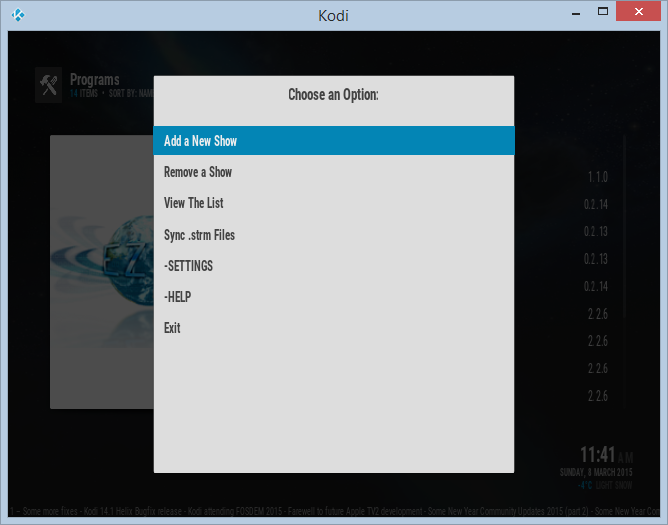 Kodi
Programs
14 ITEMS • SORT BY: NAM
Choose an Option:
Add a New Show
Remove a Show
View The List
Sync .strm Files
-SETTINGS
-HELP
Exit
1.1.0
0.2.14
0.2.13
0.2.13
0.2.14
2.2.6
2.2.6
2.2.6
2.2.6
11:41 AM
SUNDAY, 8 MARCH 2015
-4°C LIGHT SNOW
- Some more fixes - Kodi 14.1 Helix Bugfix release - Kodi attending FOSDEM 2015 - Farewell to future Apple TV2 development - Some New Year Community Updates 2015 (part 2) - Some New Year Com